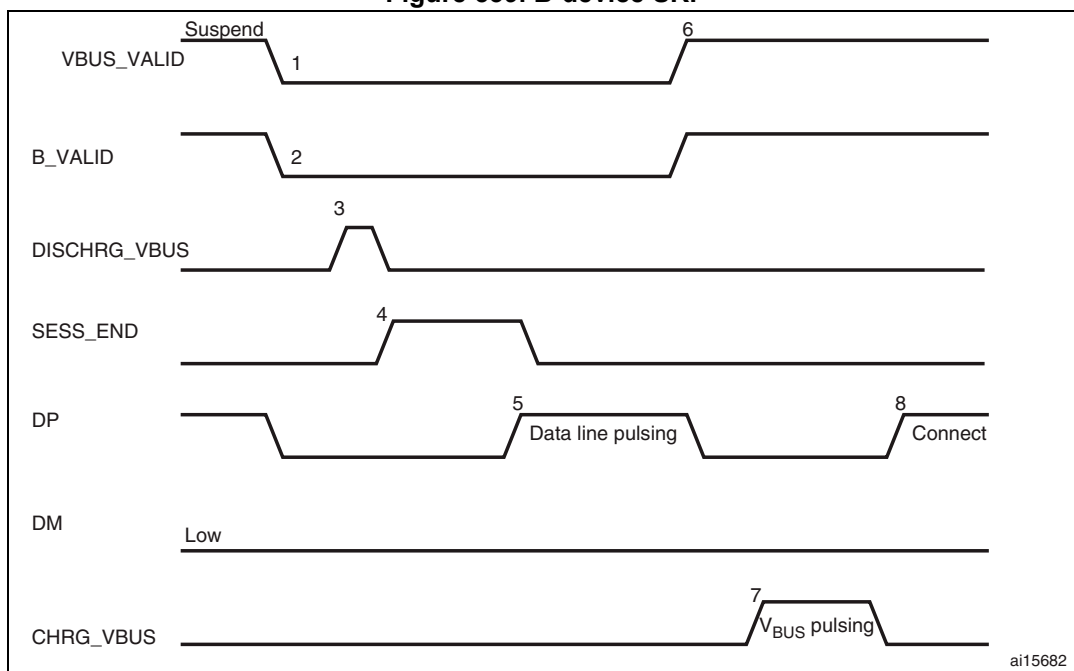 Suspend
6
VBUS_VALID
1
B_VALID
2
3
DISCHRG_VBUS
4
SESS_END
5
8
DP
Data line pulsing
Connect
DM
Low
7
VBUS pulsing
CHRG_VBUS
ai15682